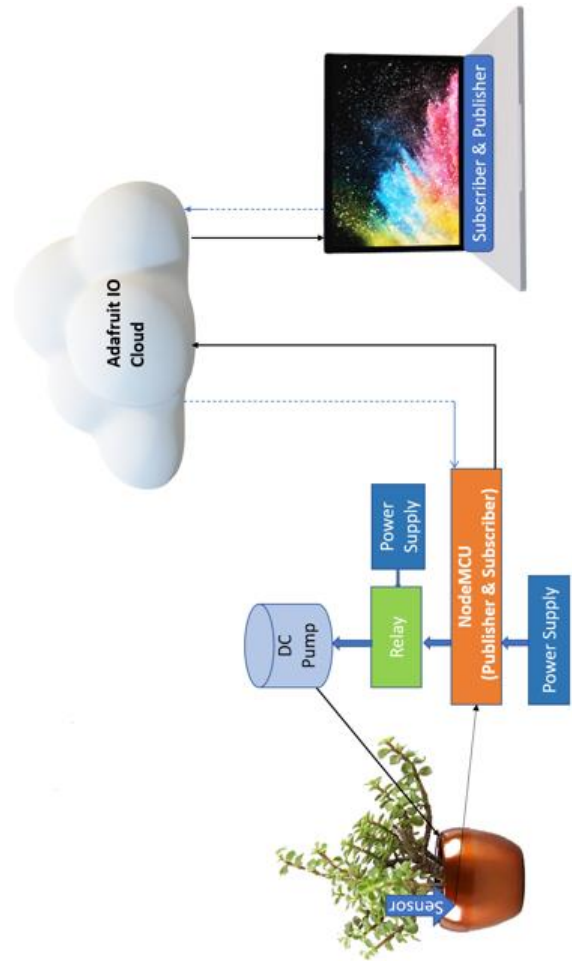 Adafruit IO
Cloud
Subscriber & Publisher
DC
Pump
Relay
Power
Supply
NodeMCU
(Publisher & Subscriber)
Power Supply
Sensor